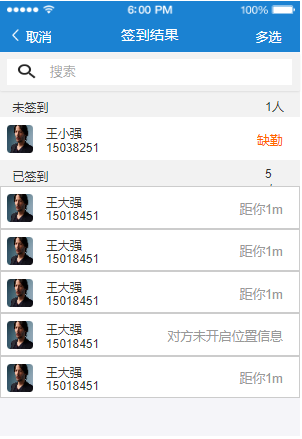 6:00 PM 100%
取消 签到结果 多选
搜索
未签到 1人
王小强
15038251 缺勤
已签到 5
王大强
15018451 距你1m
王大强
15018451 距你1m
王大强
15018451 距你1m
王大强
15018451 对方未开启位置信息
王大强
15018451 距你1m